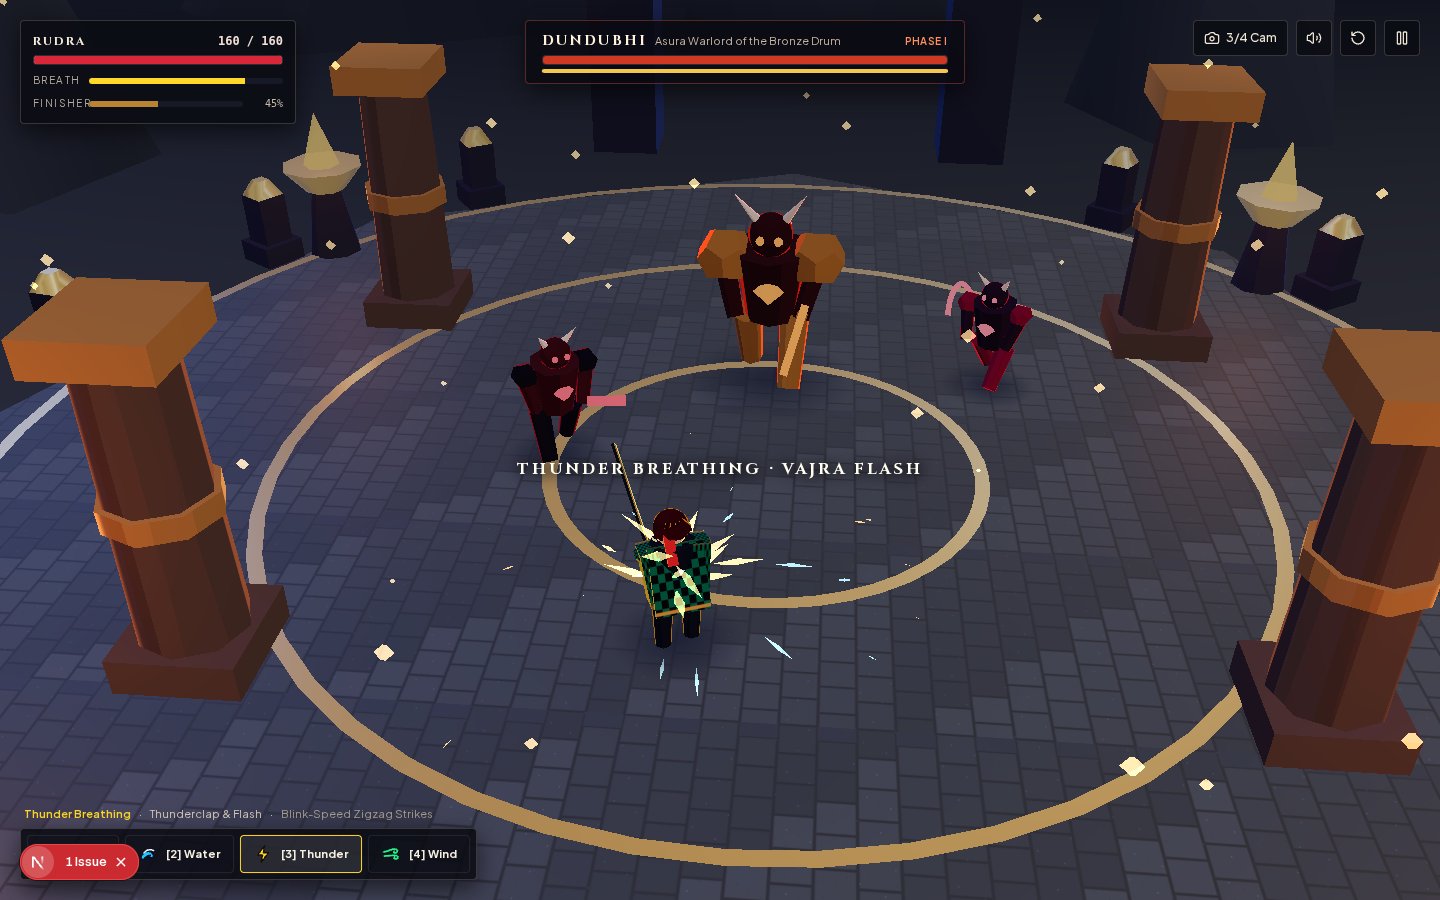 RUDRA 160 / 160
BREATH
FINISHER 45%
DUNDUBHI Asura Warlord of the Bronze Drum PHASE I
3/4 Cam
THUNDER BREATHING · VAJRA FLASH
Thunder Breathing · Thunderclap & Flash · Blink-Speed Zigzag Strikes
[2] Water [3] Thunder [4] Wind
N 1 Issue